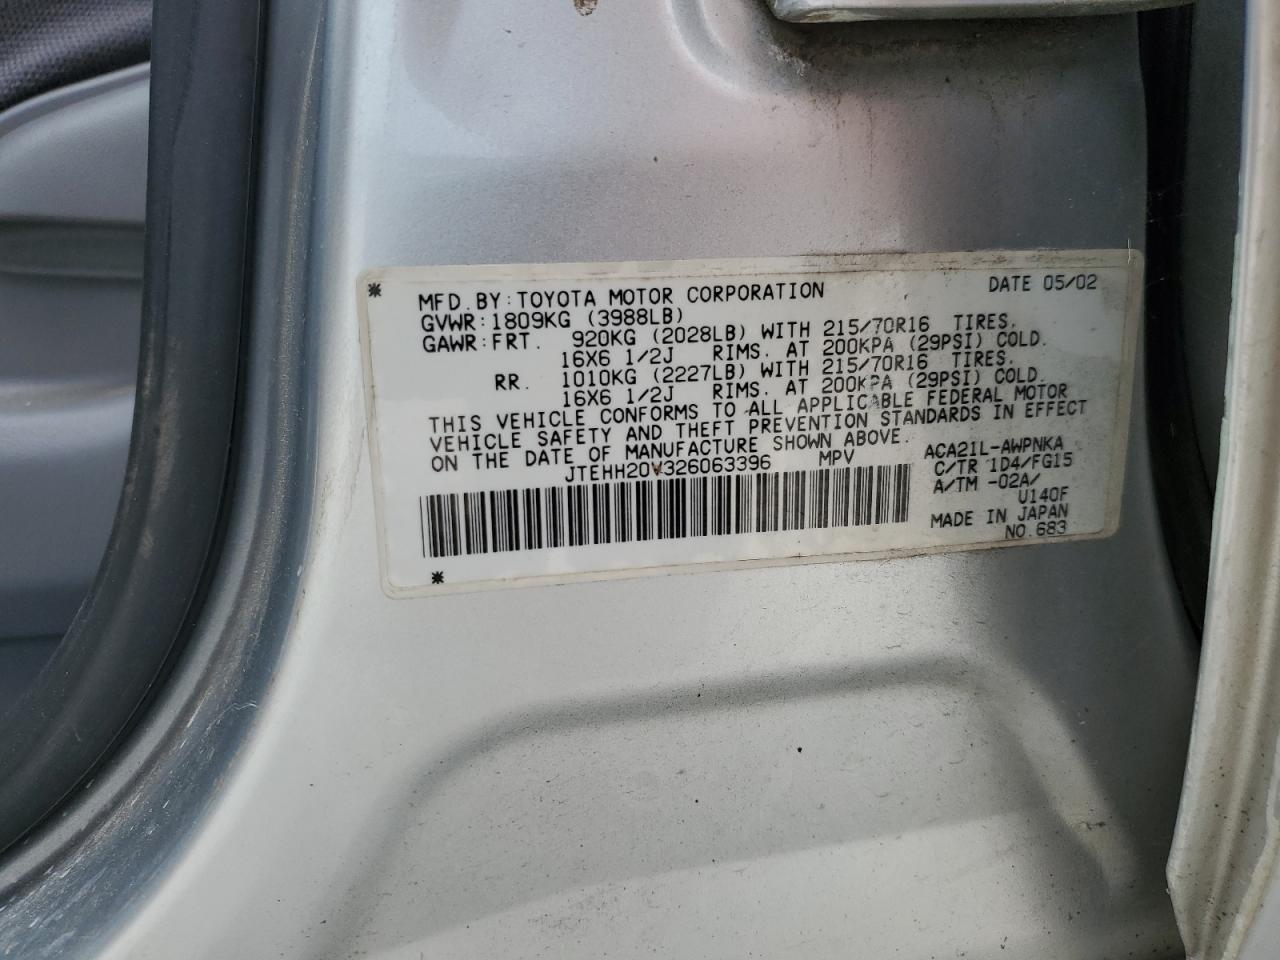 MFD.BY:TOYOTA MOTOR CORPORATION DATE 05/02
GVWR:1809KG (3988LB)
GAWR:FRT. 920KG (2028LB) WITH 215/70R16 TIRES.
16X6 1/2J RIMS. AT 200KPA (29PSI) COLD.
RR. 1010KG (2227LB) WITH 215/70R16 TIRES.
16X6 1/2J RIMS. AT 200KPA (29PSI) COLD.
THIS VEHICLE CONFORMS TO ALL APPLICABLE FEDERAL MOTOR
VEHICLE SAFETY AND THEFT PREVENTION STANDARDS IN EFFECT
ON THE DATE OF MANUFACTURE SHOWN ABOVE.
JTEHH20V326063396 MPV
ACA21L-AWPNKA
C/TR 1D4/FG15
A/TM -02A/
U140F
MADE IN JAPAN
NO.683